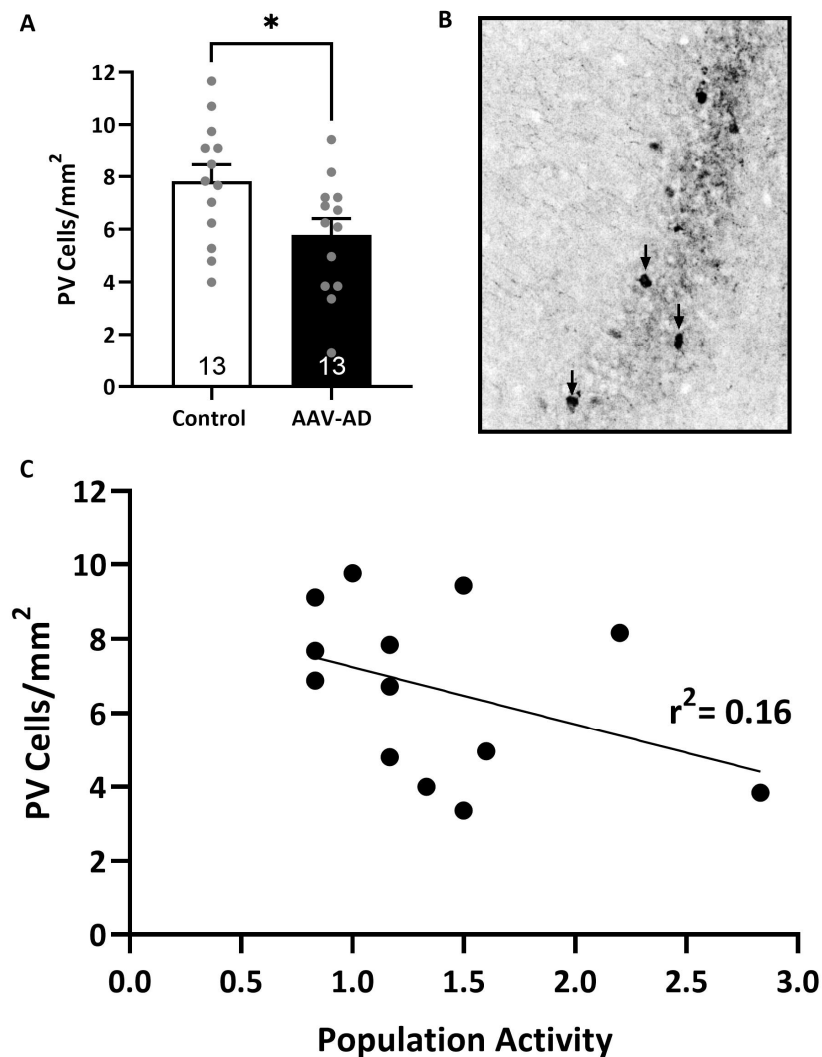 A
*
PV Cells/mm²
12
10
8
6
4
2
0
13
13
Control
AAV-AD
B
C
PV Cells/mm²
12
10
8
6
4
2
0
r² = 0.16
0.0 0.5 1.0 1.5 2.0 2.5 3.0
Population Activity